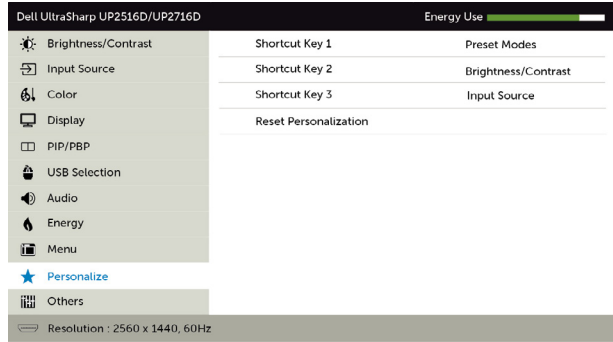 Dell UltraSharp UP2516D/UP2716D Energy Use
Brightness/Contrast Shortcut Key 1 Preset Modes
Input Source Shortcut Key 2 Brightness/Contrast
Color Shortcut Key 3 Input Source
Display Reset Personalization
PIP/PBP
USB Selection
Audio
Energy
Menu
Personalize
Others
Resolution : 2560 x 1440, 60Hz